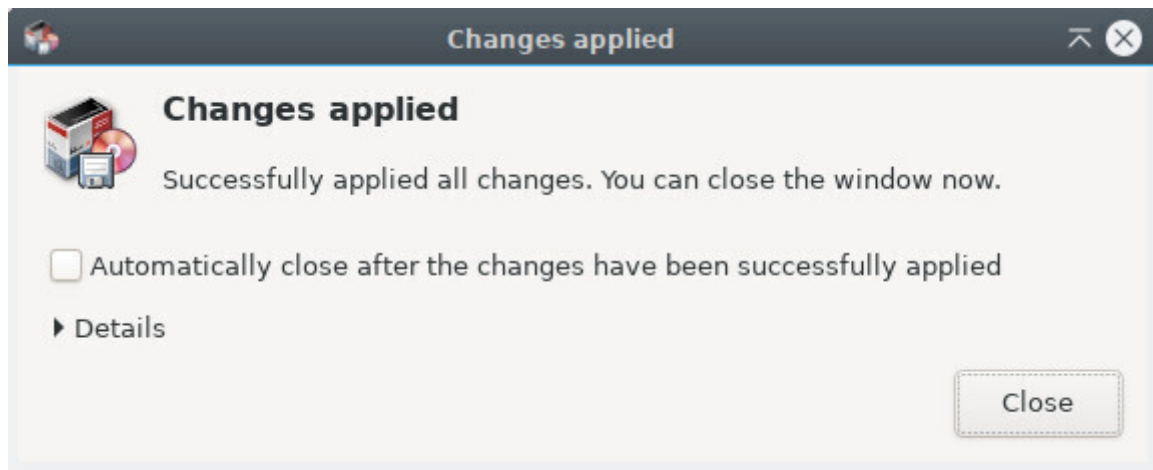 Changes applied
Changes applied
Successfully applied all changes. You can close the window now.
Automatically close after the changes have been successfully applied
Details
Close